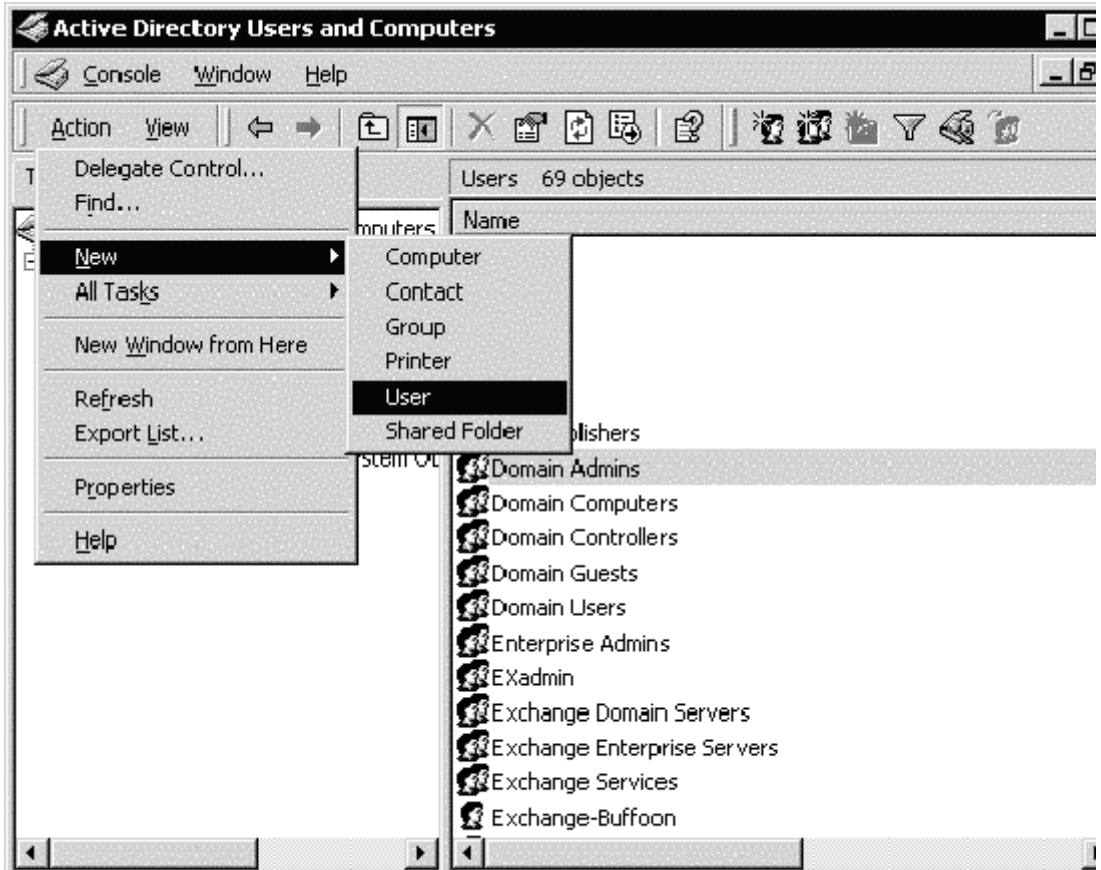 Active Directory Users and Computers
Console Window Help
Action View
T
Users 69 objects
Name
Delegate Control...
Find...
New
All Tasks
New Window from Here
Refresh
Export List...
Properties
Help
Computer
Contact
Group
Printer
User
Shared Folder
mputers
stem OU
blishers
Domain Admins
Domain Computers
Domain Controllers
Domain Guests
Domain Users
Enterprise Admins
EXadmin
Exchange Domain Servers
Exchange Enterprise Servers
Exchange Services
Exchange-Buffoon